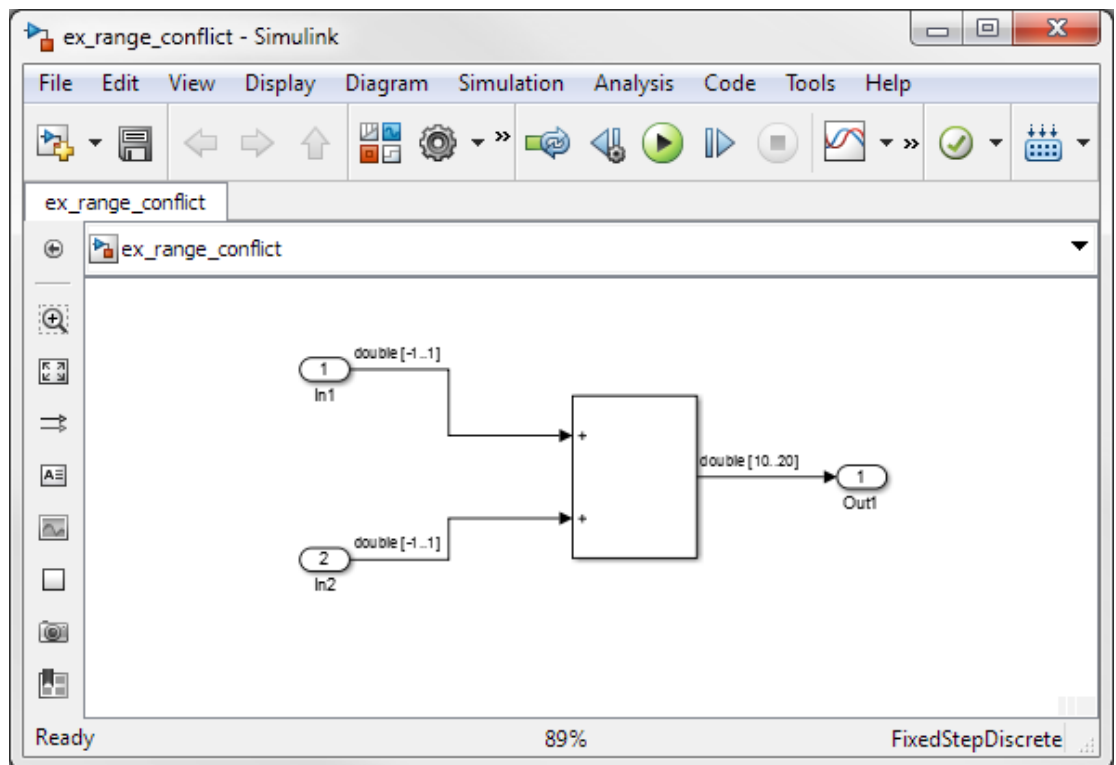 ex_range_conflict - Simulink
File Edit View Display Diagram Simulation Analysis Code Tools Help
ex_range_conflict
ex_range_conflict
double [-1..1]
1
In1
+
double [10..20]
1
Out1
+
double [-1..1]
2
In2
Ready 89% FixedStepDiscrete